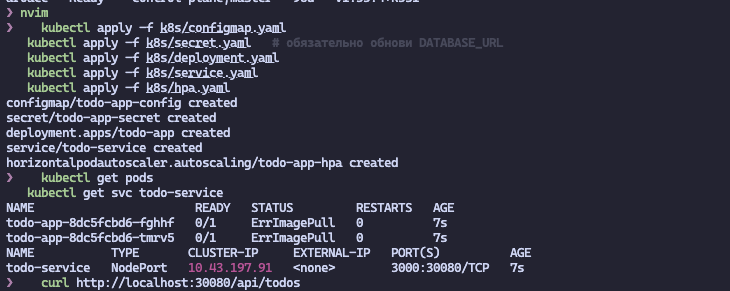 ❯ nvim
❯    kubectl apply -f k8s/configmap.yaml
   kubectl apply -f k8s/secret.yaml   # обязательно обнови DATABASE_URL
   kubectl apply -f k8s/deployment.yaml
   kubectl apply -f k8s/service.yaml
   kubectl apply -f k8s/hpa.yaml
configmap/todo-app-config created
secret/todo-app-secret created
deployment.apps/todo-app created
service/todo-service created
horizontalpodautoscaler.autoscaling/todo-app-hpa created
❯    kubectl get pods
   kubectl get svc todo-service
NAME                        READY   STATUS         RESTARTS   AGE
todo-app-8dc5fcbd6-fghhf   0/1     ErrImagePull   0          7s
todo-app-8dc5fcbd6-tmrv5   0/1     ErrImagePull   0          7s
NAME           TYPE       CLUSTER-IP     EXTERNAL-IP   PORT(S)          AGE
todo-service   NodePort   10.43.197.91   <none>        3000:30080/TCP   7s
❯    curl http://localhost:30080/api/todos